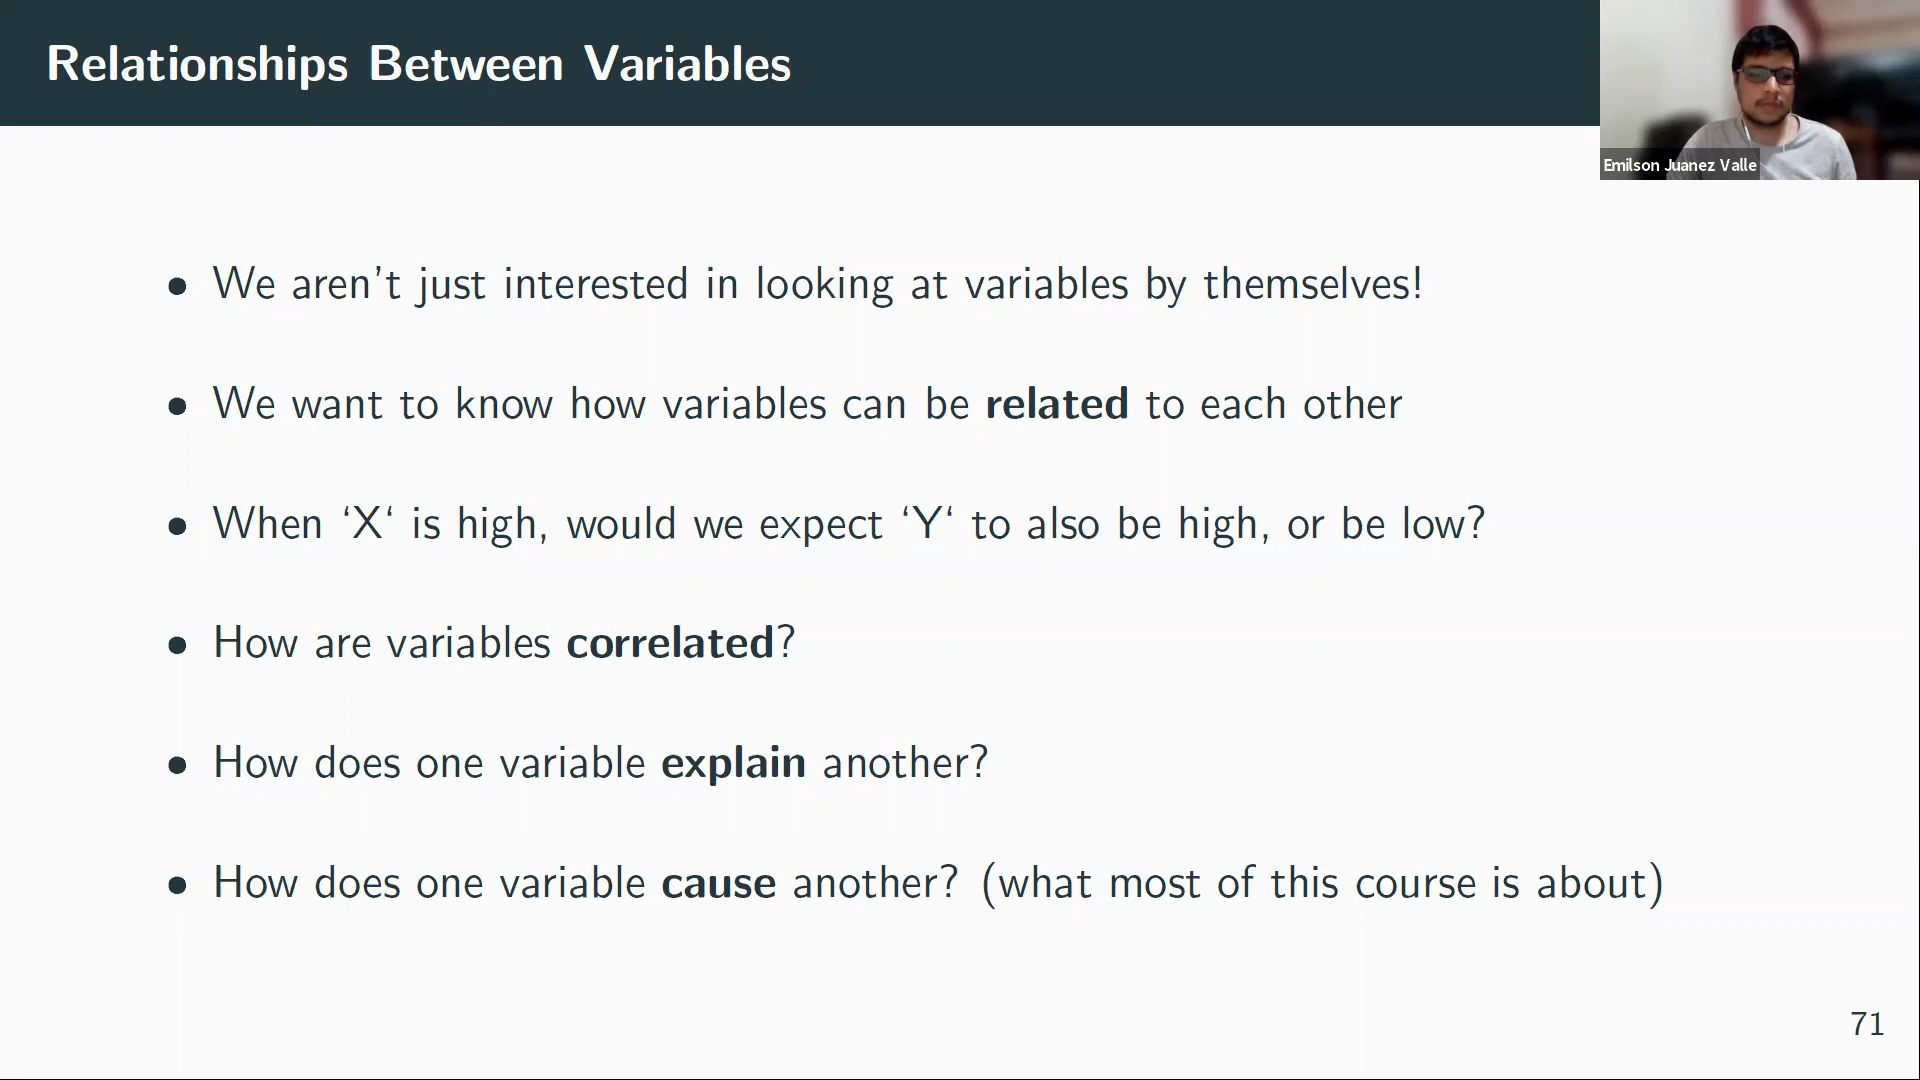 Relationships Between Variables
Emilson Juanez Valle
• We aren't just interested in looking at variables by themselves!
• We want to know how variables can be related to each other
• When ‘X‘ is high, would we expect ‘Y‘ to also be high, or be low?
• How are variables correlated?
• How does one variable explain another?
• How does one variable cause another? (what most of this course is about)
71